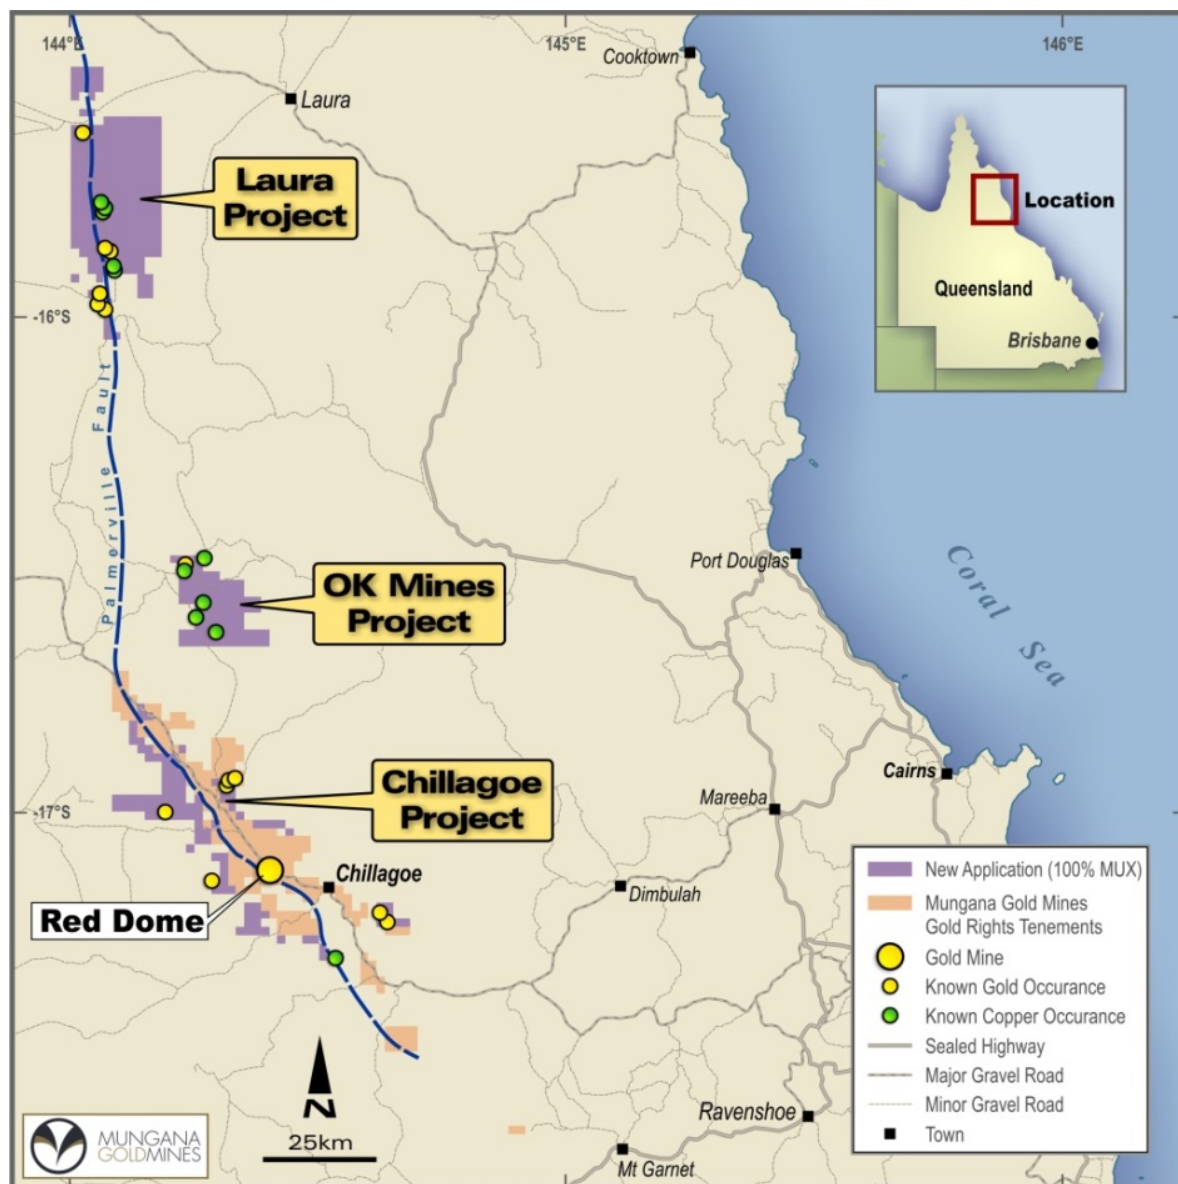 144°E
145°E
146°E
Cooktown
Laura
Laura
Project
Location
Queensland
Brisbane
-16°S
Palmerville Fault
OK Mines
Project
Port Douglas
Coral Sea
Chillagoe
Project
Cairns
-17°S
Mareeba
Chillagoe
Dimbulah
Red Dome
New Application (100% MUX)
Mungana Gold Mines
Gold Rights Tenements
Gold Mine
Known Gold Occurance
Known Copper Occurance
Sealed Highway
Major Gravel Road
Minor Gravel Road
Town
N
25km
Ravenshoe
Mt Garnet
MUNGANA
GOLDMINES